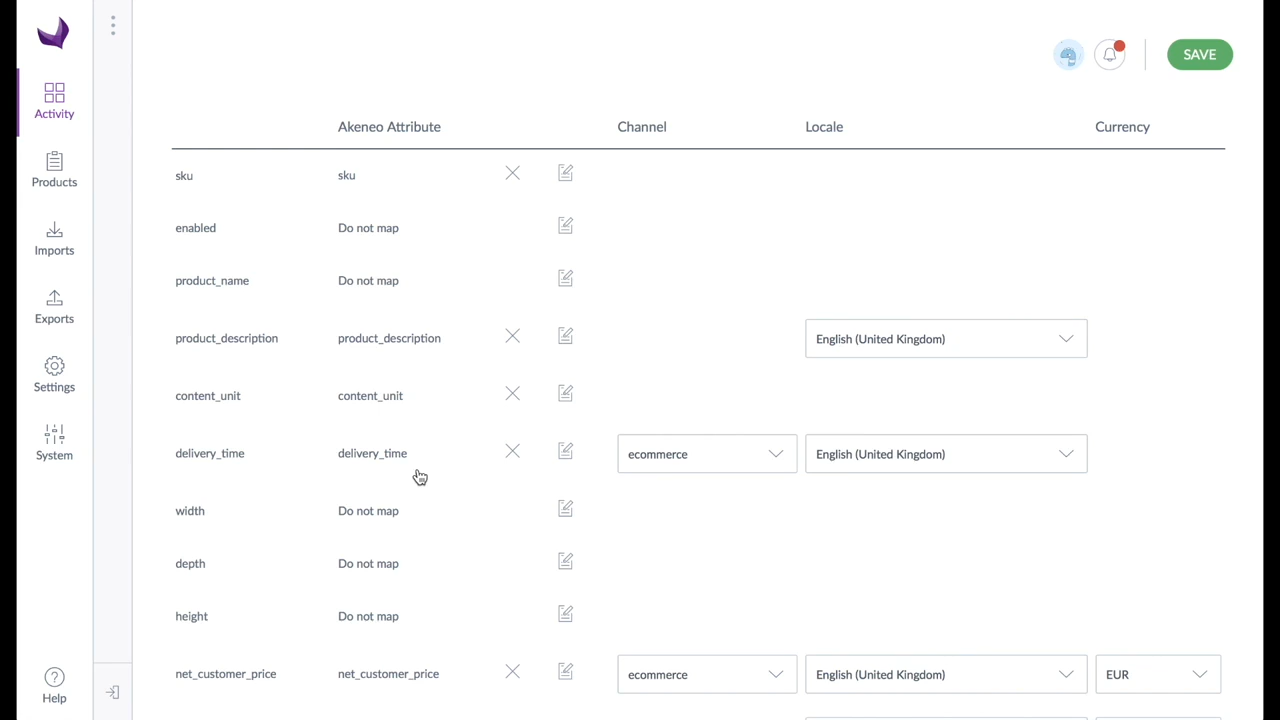 SAVE
Activity
Products
Imports
Exports
Settings
System
Help
Akeneo Attribute Channel Locale Currency
sku sku
enabled Do not map
product_name Do not map
product_description product_description English (United Kingdom)
content_unit content_unit
delivery_time delivery_time ecommerce English (United Kingdom)
width Do not map
depth Do not map
height Do not map
net_customer_price net_customer_price ecommerce English (United Kingdom) EUR